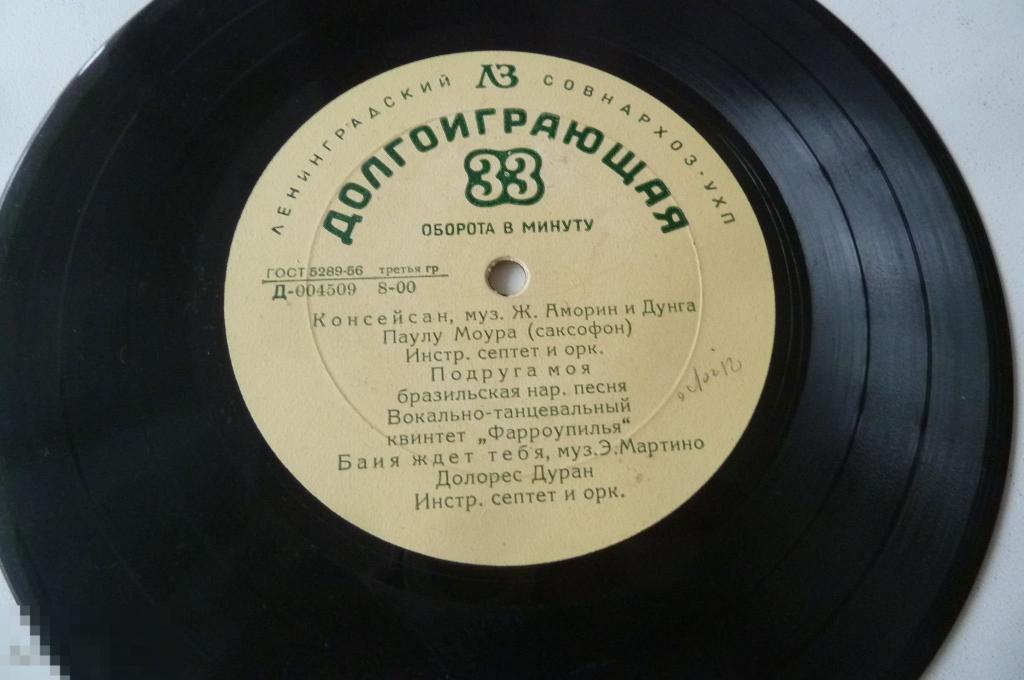 ЛЕНИНГРАДСКИЙ ЛЗ СОВНАРХОЗ-УХП
ДОЛГОИГРАЮЩАЯ
33
ОБОРОТА В МИНУТУ
ГОСТ 5289-56 третья гр
Д-004509 8-00
Консейсан, муз. Ж. Аморин и Дунга
Паулу Моура (саксофон)
Инстр. септет и орк.
Подруга моя
бразильская нар. песня
Вокально-танцевальный
квинтет „Фарроупилья“
Баия ждет тебя, муз.Э.Мартино
Долорес Дуран
Инстр. септет и орк.